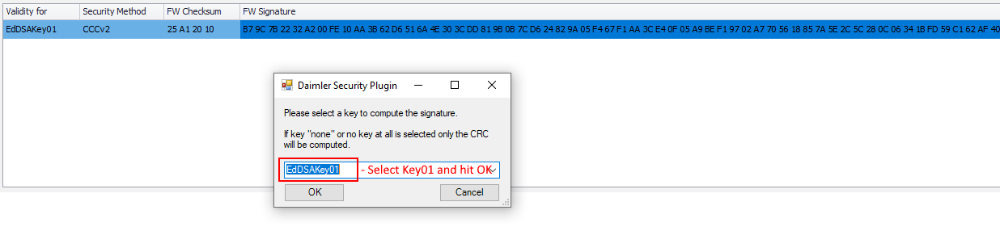 Validity for Security Method FW Checksum FW Signature
EdDSAKey01 CCCv2 25 A1 20 10 B7 9C 7B 22 32 A2 00 FE 10 AA 3B 62 D6 51 6A 4E 30 3C DD 81 9B 0B 7C D6 24 82 9A 05 F4 67 F1 AA 3C E4 0F 05 A9 BE F1 97 02 A7 70 56 18 85 7A 5E 2C 5C 28 0C 06 34 1B FD 59 C1 62 AF 40
Daimler Security Plugin
Please select a key to compute the signature.
If key "none" or no key at all is selected only the CRC
will be computed.
EdDSAKey01 - Select Key01 and hit OK
OK Cancel